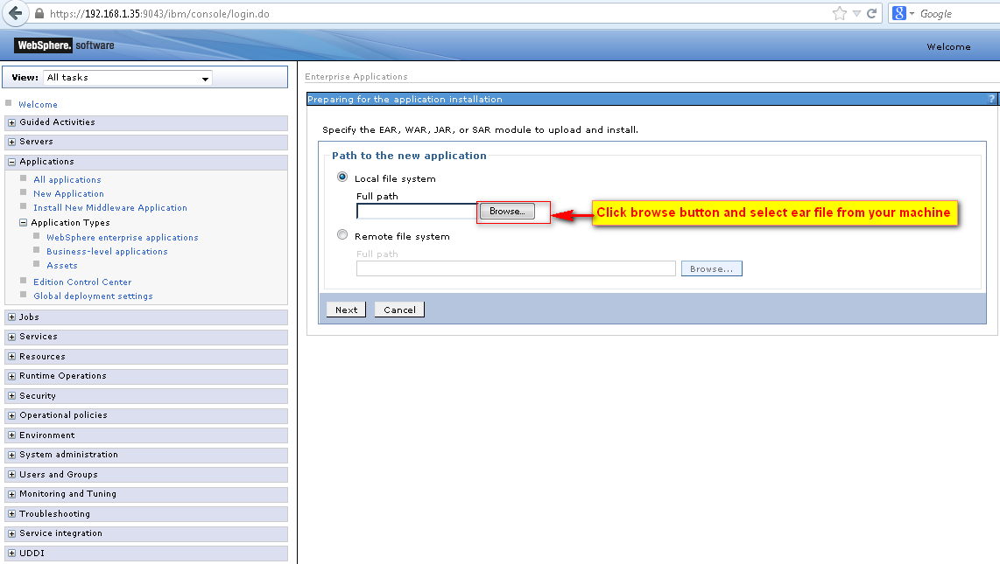 https://192.168.1.35:9043/ibm/console/login.do
Google
WebSphere. software
Welcome
View: All tasks
Welcome
Guided Activities
Servers
Applications
All applications
New Application
Install New Middleware Application
Application Types
WebSphere enterprise applications
Business-level applications
Assets
Edition Control Center
Global deployment settings
Jobs
Services
Resources
Runtime Operations
Security
Operational policies
Environment
System administration
Users and Groups
Monitoring and Tuning
Troubleshooting
Service integration
UDDI
Enterprise Applications
Preparing for the application installation ?
Specify the EAR, WAR, JAR, or SAR module to upload and install.
Path to the new application
Local file system
Full path
Browse...
Click browse button and select ear file from your machine
Remote file system
Full path
Browse...
Next Cancel